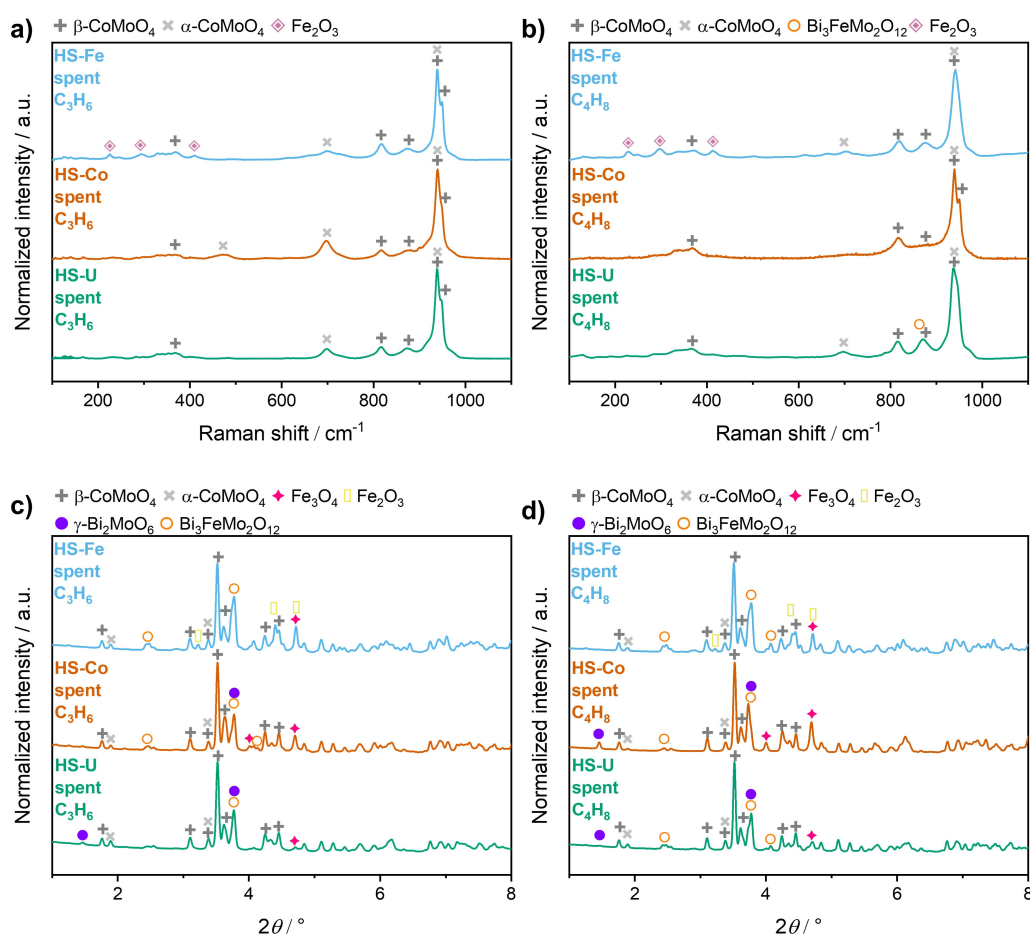 a)
β-CoMoO₄ α-CoMoO₄ Fe₂O₃
HS-Fe
spent
C₃H₆
HS-Co
spent
C₃H₆
HS-U
spent
C₃H₆
Normalized intensity / a.u.
200 400 600 800 1000
Raman shift / cm⁻¹
b)
β-CoMoO₄ α-CoMoO₄ Bi₃FeMo₂O₁₂ Fe₂O₃
HS-Fe
spent
C₄H₈
HS-Co
spent
C₄H₈
HS-U
spent
C₄H₈
Normalized intensity / a.u.
200 400 600 800 1000
Raman shift / cm⁻¹
c)
β-CoMoO₄ α-CoMoO₄ Fe₃O₄ Fe₂O₃
γ-Bi₂MoO₆ Bi₃FeMo₂O₁₂
HS-Fe
spent
C₃H₆
HS-Co
spent
C₃H₆
HS-U
spent
C₃H₆
Normalized intensity / a.u.
2 4 6 8
2θ / °
d)
β-CoMoO₄ α-CoMoO₄ Fe₃O₄ Fe₂O₃
γ-Bi₂MoO₆ Bi₃FeMo₂O₁₂
HS-Fe
spent
C₄H₈
HS-Co
spent
C₄H₈
HS-U
spent
C₄H₈
Normalized intensity / a.u.
2 4 6 8
2θ / °